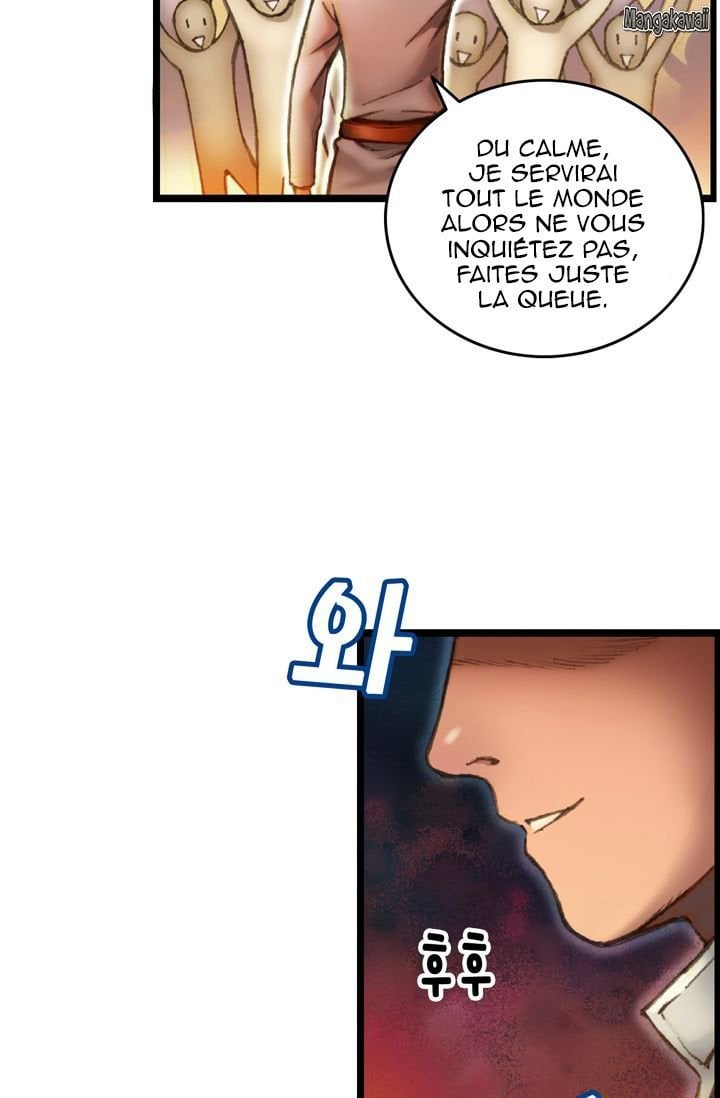 Mangakawaii
DU CALME,
JE SERVIRAI
TOUT LE MONDE
ALORS NE VOUS
INQUIÉTEZ PAS,
FAITES JUSTE
LA QUEUE.
와
후후